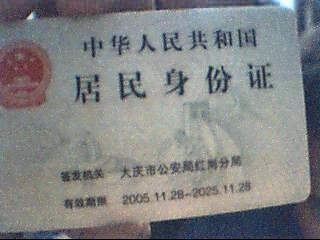 中华人民共和国
居民身份证
签发机关 大庆市公安局红岗分局
有效期限 2005.11.28-2025.11.28